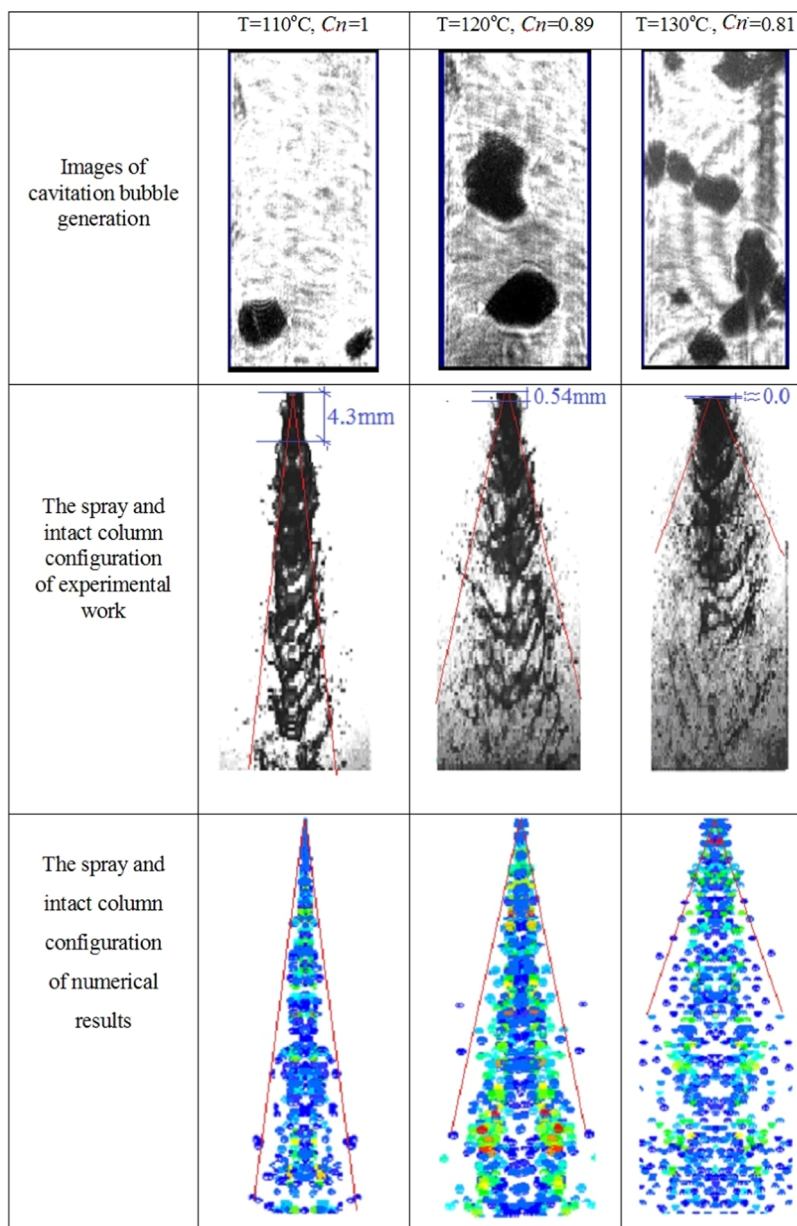 T=110°C, Cn=1
T=120°C, Cn=0.89
T=130°C, Cn=0.81
Images of
cavitation bubble
generation
4.3mm
0.54mm
≈0.0
The spray and
intact column
configuration
of experimental
work
The spray and
intact column
configuration
of numerical
results